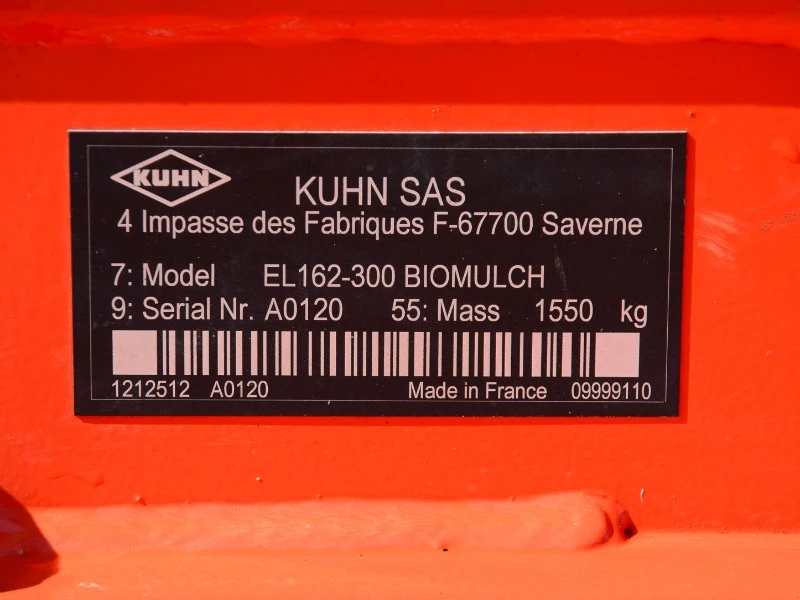 KUHN
KUHN SAS
4 Impasse des Fabriques F-67700 Saverne
7: Model EL162-300 BIOMULCH
9: Serial Nr. A0120 55: Mass 1550 kg
1212512 A0120 Made in France 09999110